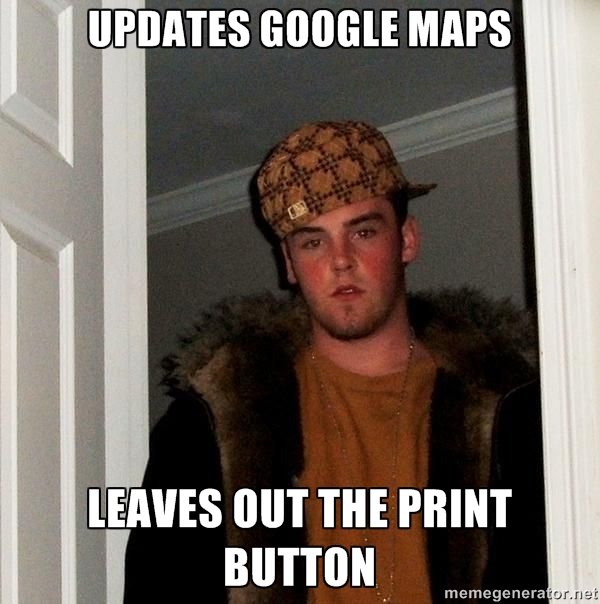 UPDATES GOOGLE MAPS
LEAVES OUT THE PRINT
BUTTON
memegenerator.net